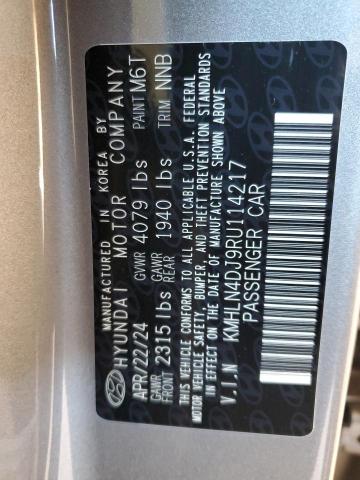 MANUFACTURED IN KOREA BY
HYUNDAI MOTOR COMPANY
APR/22/24 GVWR 4079 lbs PAINT M6T
GAWR FRONT 2315 lbs GAWR REAR 1940 lbs TRIM NNB
THIS VEHICLE CONFORMS TO ALL APPLICABLE U.S.A. FEDERAL
MOTOR VEHICLE SAFETY, BUMPER, AND THEFT PREVENTION STANDARDS
IN EFFECT ON THE DATE OF MANUFACTURE SHOWN ABOVE
V.I.N KMHLN4DJ9RU114217
PASSENGER CAR